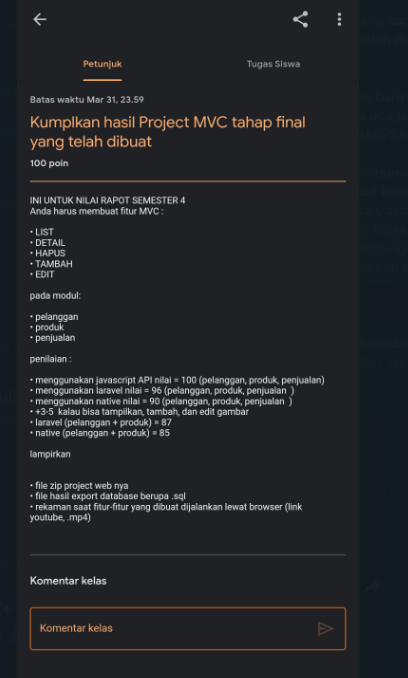 Petunjuk
Tugas Siswa
Batas waktu Mar 31, 23.59
Kumplkan hasil Project MVC tahap final
yang telah dibuat
100 poin
INI UNTUK NILAI RAPOT SEMESTER 4
Anda harus membuat fitur MVC :
• LIST
• DETAIL
• HAPUS
• TAMBAH
• EDIT
pada modul:
• pelanggan
• produk
• penjualan
penilaian :
• menggunakan javascript API nilai = 100 (pelanggan, produk, penjualan)
• menggunakan laravel nilai = 96 (pelanggan, produk, penjualan )
• menggunakan native nilai = 90 (pelanggan, produk, penjualan )
• +3-5 kalau bisa tampilkan, tambah, dan edit gambar
• laravel (pelanggan + produk) = 87
• native (pelanggan + produk) = 85
lampirkan
• file zip project web nya
• file hasil export database berupa .sql
• rekaman saat fitur-fitur yang dibuat dijalankan lewat browser (link
youtube, .mp4)
Komentar kelas
Komentar kelas